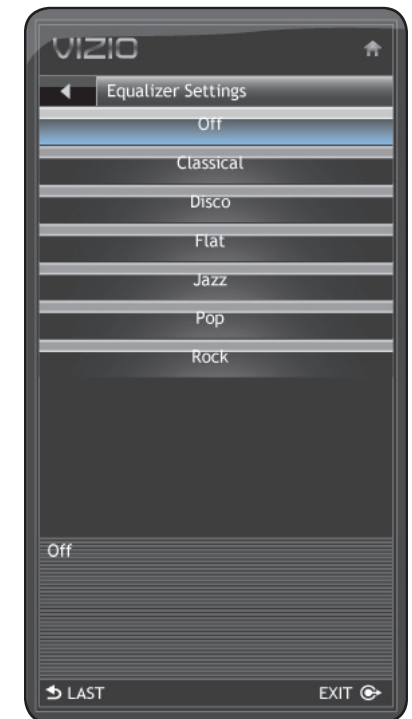 VIZIO
Equalizer Settings
Off
Classical
Disco
Flat
Jazz
Pop
Rock
Off
LAST EXIT